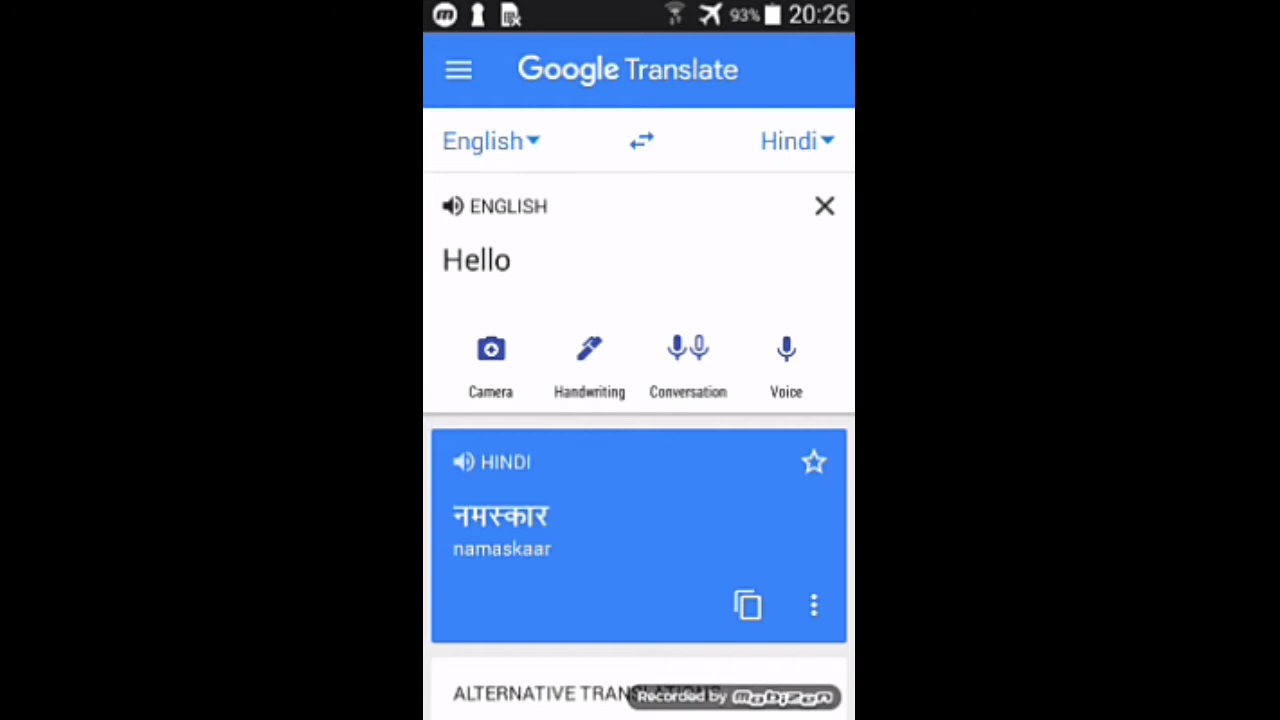 93% 20:26
Google Translate
English Hindi
ENGLISH
Hello
Camera Handwriting Conversation Voice
HINDI
नमस्कार
namaskaar
ALTERNATIVE
Recorded by mobizen